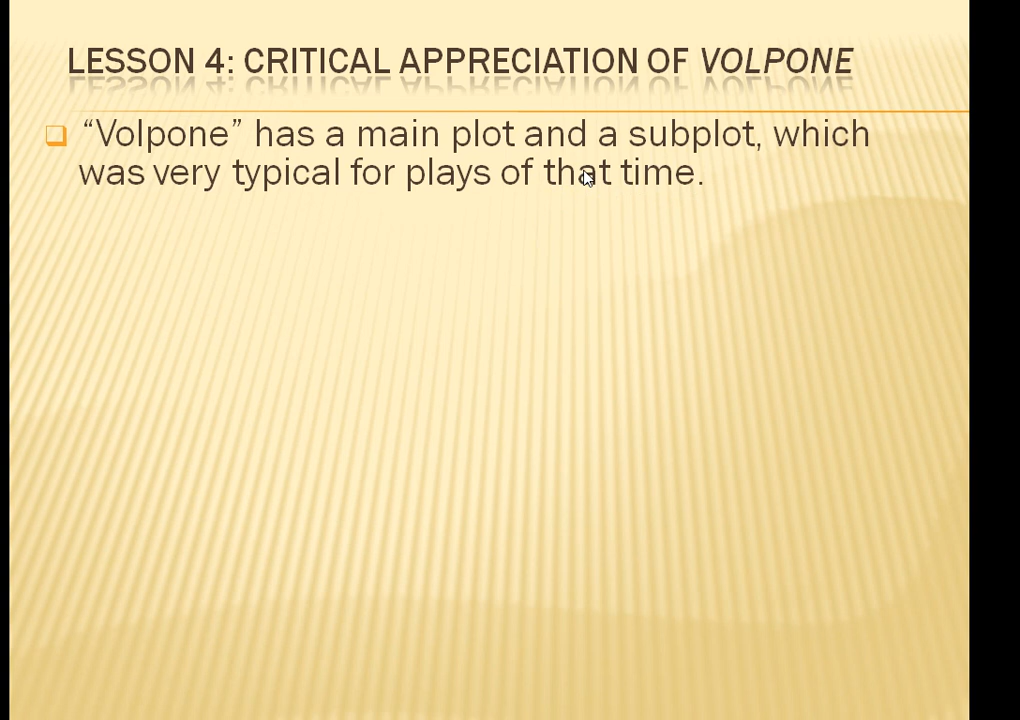 LESSON 4: CRITICAL APPRECIATION OF VOLPONE
“Volpone” has a main plot and a subplot, which
was very typical for plays of that time.